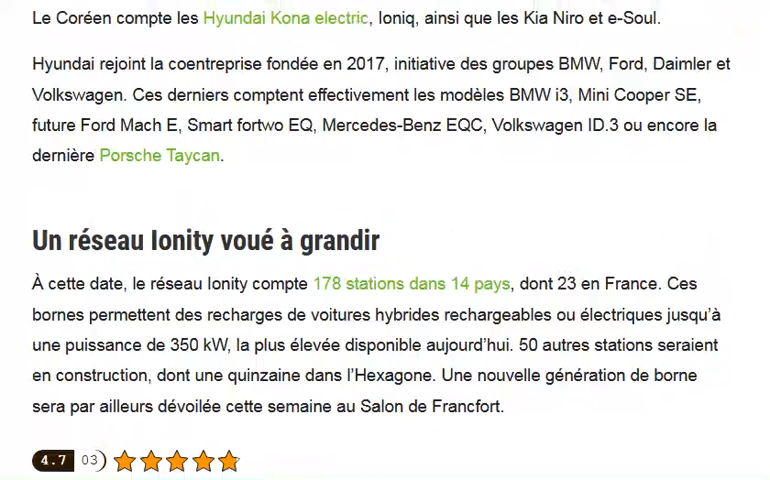 Le Coréen compte les Hyundai Kona electric, Ioniq, ainsi que les Kia Niro et e-Soul.
Hyundai rejoint la coentreprise fondée en 2017, initiative des groupes BMW, Ford, Daimler et
Volkswagen. Ces derniers comptent effectivement les modèles BMW i3, Mini Cooper SE,
future Ford Mach E, Smart fortwo EQ, Mercedes-Benz EQC, Volkswagen ID.3 ou encore la
dernière Porsche Taycan.
Un réseau Ionity voué à grandir
À cette date, le réseau Ionity compte 178 stations dans 14 pays, dont 23 en France. Ces
bornes permettent des recharges de voitures hybrides rechargeables ou électriques jusqu'à
une puissance de 350 kW, la plus élevée disponible aujourd'hui. 50 autres stations seraient
en construction, dont une quinzaine dans l'Hexagone. Une nouvelle génération de borne
sera par ailleurs dévoilée cette semaine au Salon de Francfort.
4.7 03)